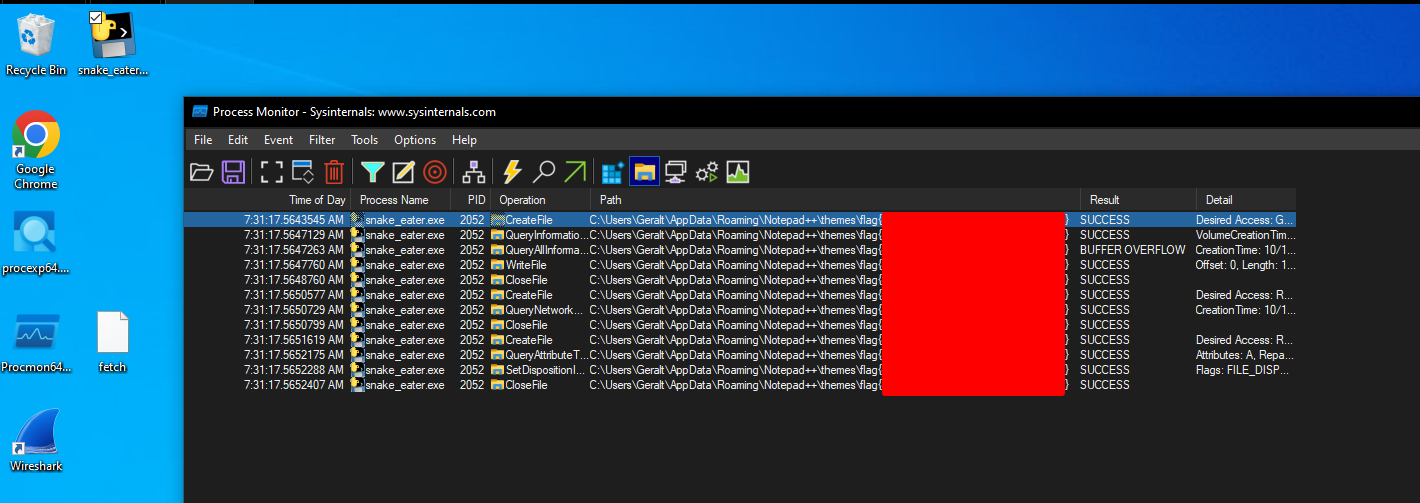 Recycle Bin
snake_eater...
Google
Chrome
procexp64....
Procmon64...
fetch
Wireshark
Process Monitor - Sysinternals: www.sysinternals.com
File Edit Event Filter Tools Options Help
Time of Day Process Name PID Operation Path Result Detail
7:31:17.5643545 AM snake_eater.exe 2052 CreateFile C:\Users\Geralt\AppData\Roaming\Notepad++\themes\flag{ } SUCCESS Desired Access: G...
7:31:17.5647129 AM snake_eater.exe 2052 QueryInformatio... C:\Users\Geralt\AppData\Roaming\Notepad++\themes\flag{ } SUCCESS VolumeCreationTim...
7:31:17.5647263 AM snake_eater.exe 2052 QueryAllInforma... C:\Users\Geralt\AppData\Roaming\Notepad++\themes\flag{ } BUFFER OVERFLOW CreationTime: 10/1...
7:31:17.5647760 AM snake_eater.exe 2052 WriteFile C:\Users\Geralt\AppData\Roaming\Notepad++\themes\flag{ } SUCCESS Offset: 0, Length: 1...
7:31:17.5648760 AM snake_eater.exe 2052 CloseFile C:\Users\Geralt\AppData\Roaming\Notepad++\themes\flag{ } SUCCESS
7:31:17.5650577 AM snake_eater.exe 2052 CreateFile C:\Users\Geralt\AppData\Roaming\Notepad++\themes\flag{ } SUCCESS Desired Access: R...
7:31:17.5650729 AM snake_eater.exe 2052 QueryNetwork... C:\Users\Geralt\AppData\Roaming\Notepad++\themes\flag{ } SUCCESS CreationTime: 10/1...
7:31:17.5650799 AM snake_eater.exe 2052 CloseFile C:\Users\Geralt\AppData\Roaming\Notepad++\themes\flag{ } SUCCESS
7:31:17.5651619 AM snake_eater.exe 2052 CreateFile C:\Users\Geralt\AppData\Roaming\Notepad++\themes\flag{ } SUCCESS Desired Access: R...
7:31:17.5652175 AM snake_eater.exe 2052 QueryAttributeT... C:\Users\Geralt\AppData\Roaming\Notepad++\themes\flag{ } SUCCESS Attributes: A, Repa...
7:31:17.5652288 AM snake_eater.exe 2052 SetDispositionI... C:\Users\Geralt\AppData\Roaming\Notepad++\themes\flag{ } SUCCESS Flags: FILE_DISP...
7:31:17.5652407 AM snake_eater.exe 2052 CloseFile C:\Users\Geralt\AppData\Roaming\Notepad++\themes\flag{ } SUCCESS